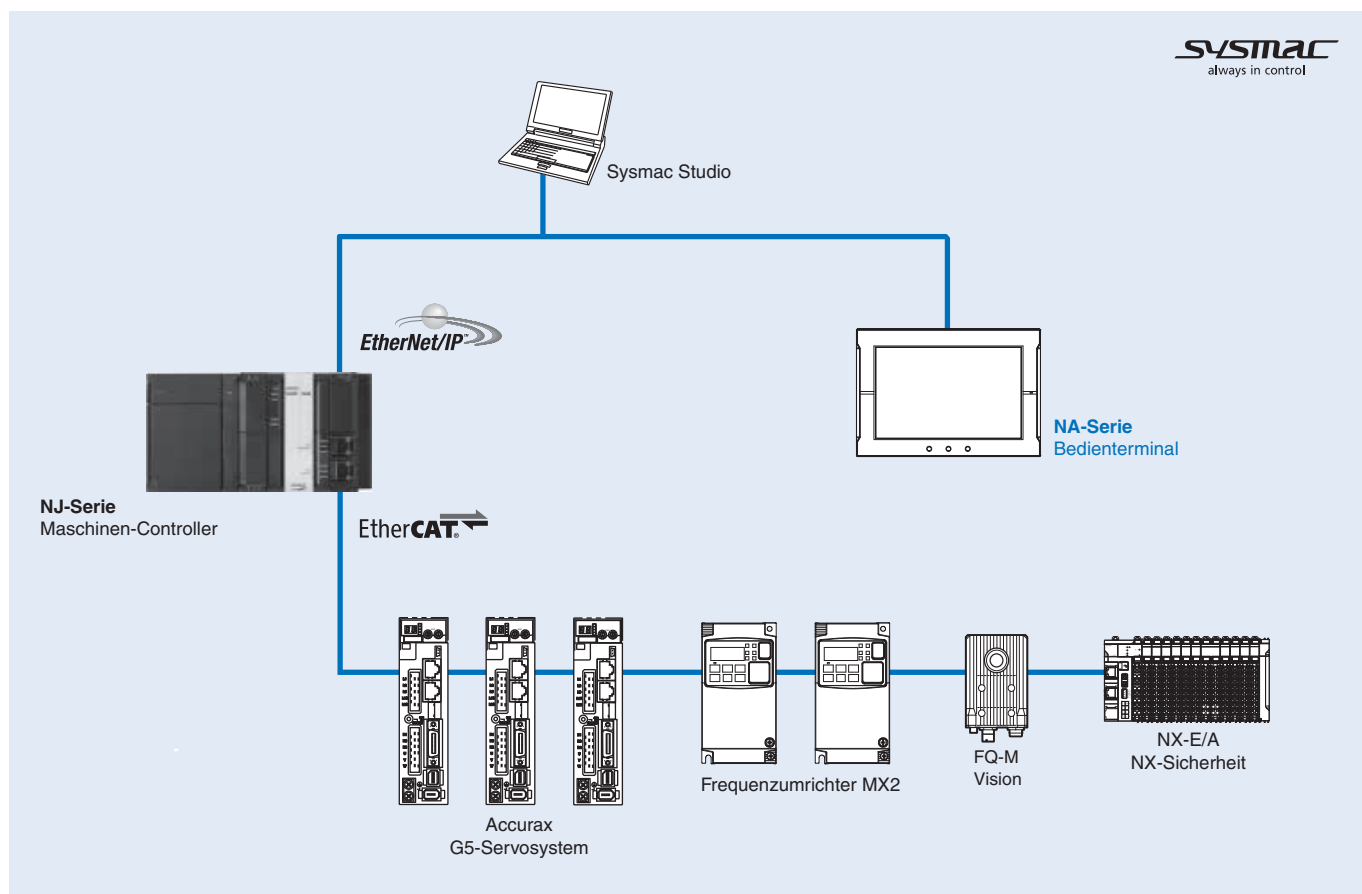 sysmac
always in control
Sysmac Studio
EtherNet/IP™
NA-Serie
Bedienterminal
NJ-Serie
Maschinen-Controller
EtherCAT®
Accurax
G5-Servosystem
Frequenzumrichter MX2
FQ-M
Vision
NX-E/A
NX-Sicherheit